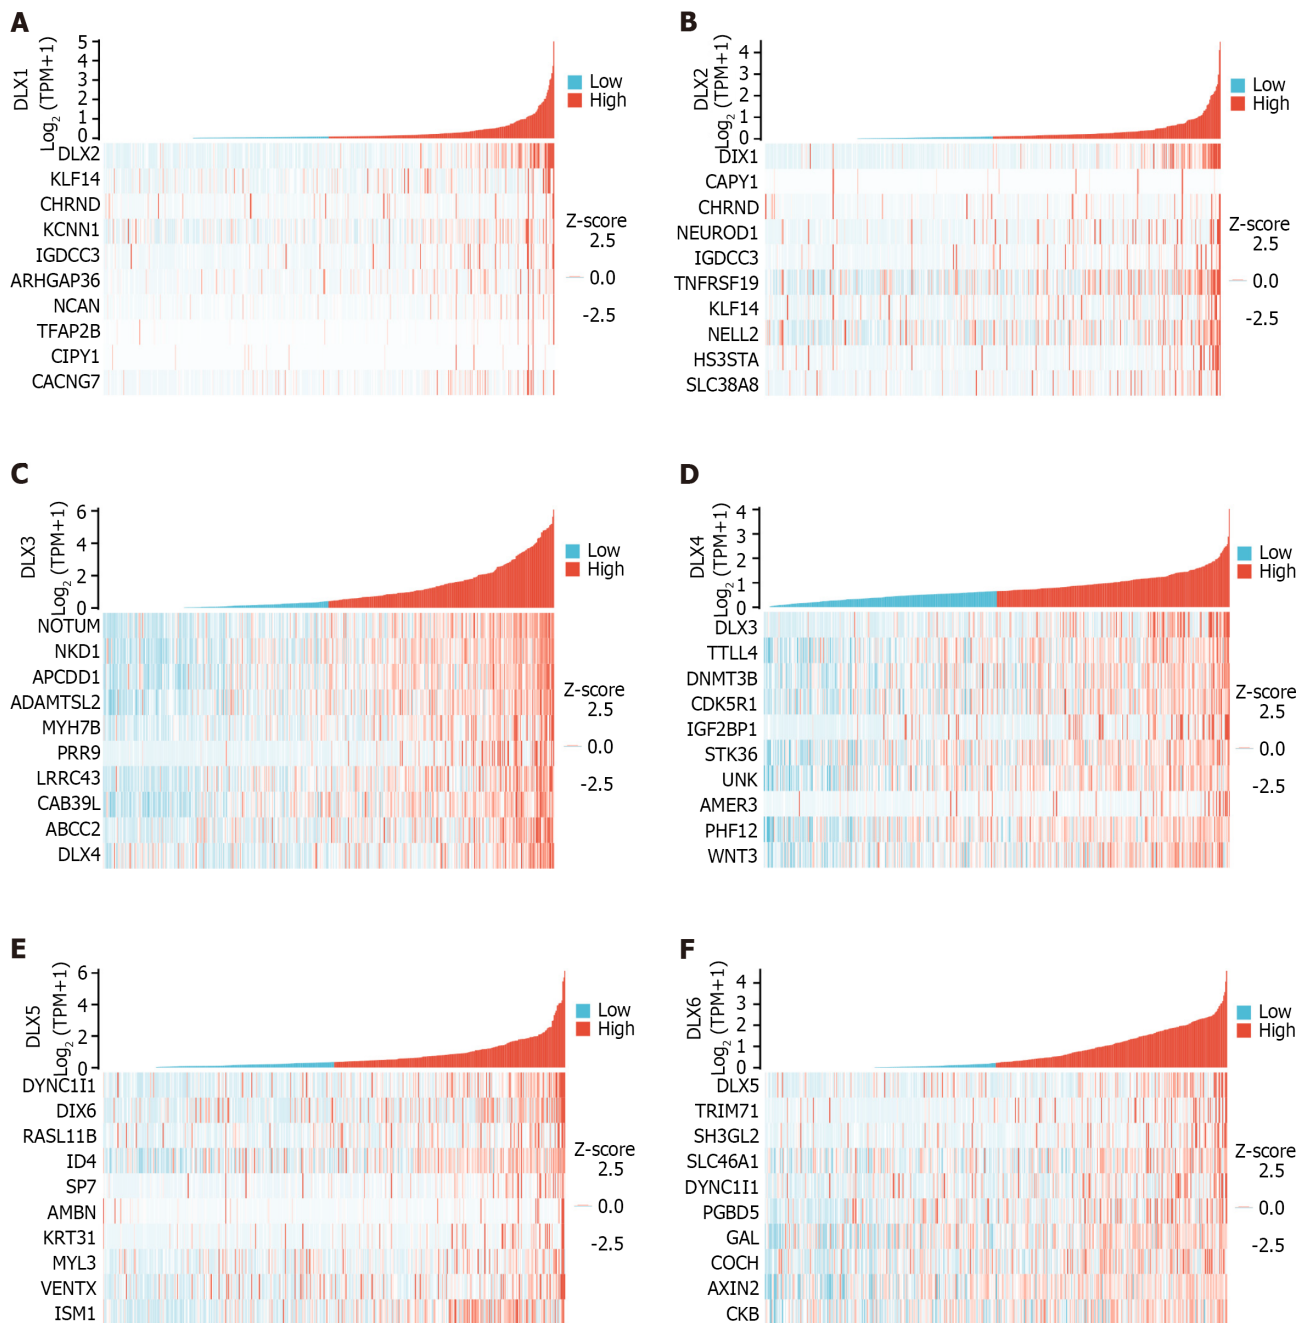 A
DLX1
Log2 (TPM+1)
5
4
3
2
1
0
Low
High
DLX2
KLF14
CHRND
KCNN1
IGDCC3
ARHGAP36
NCAN
TFAP2B
CIPY1
CACNG7
Z-score
2.5
0.0
-2.5
B
DLX2
Log2 (TPM+1)
4
3
2
1
0
Low
High
DIX1
CAPY1
CHRND
NEUROD1
IGDCC3
TNFRSF19
KLF14
NELL2
HS3STA
SLC38A8
Z-score
2.5
0.0
-2.5
C
DLX3
Log2 (TPM+1)
6
4
2
0
Low
High
NOTUM
NKD1
APCDD1
ADAMTSL2
MYH7B
PRR9
LRRC43
CAB39L
ABCC2
DLX4
Z-score
2.5
0.0
-2.5
D
DLX4
Log2 (TPM+1)
4
3
2
1
0
Low
High
DLX3
TTLL4
DNMT3B
CDK5R1
IGF2BP1
STK36
UNK
AMER3
PHF12
WNT3
Z-score
2.5
0.0
-2.5
E
DLX5
Log2 (TPM+1)
6
4
2
0
Low
High
DYNC1I1
DIX6
RASL11B
ID4
SP7
AMBN
KRT31
MYL3
VENTX
ISM1
Z-score
2.5
0.0
-2.5
F
DLX6
Log2 (TPM+1)
4
3
2
1
0
Low
High
DLX5
TRIM71
SH3GL2
SLC46A1
DYNC1I1
PGBD5
GAL
COCH
AXIN2
CKB
Z-score
2.5
0.0
-2.5